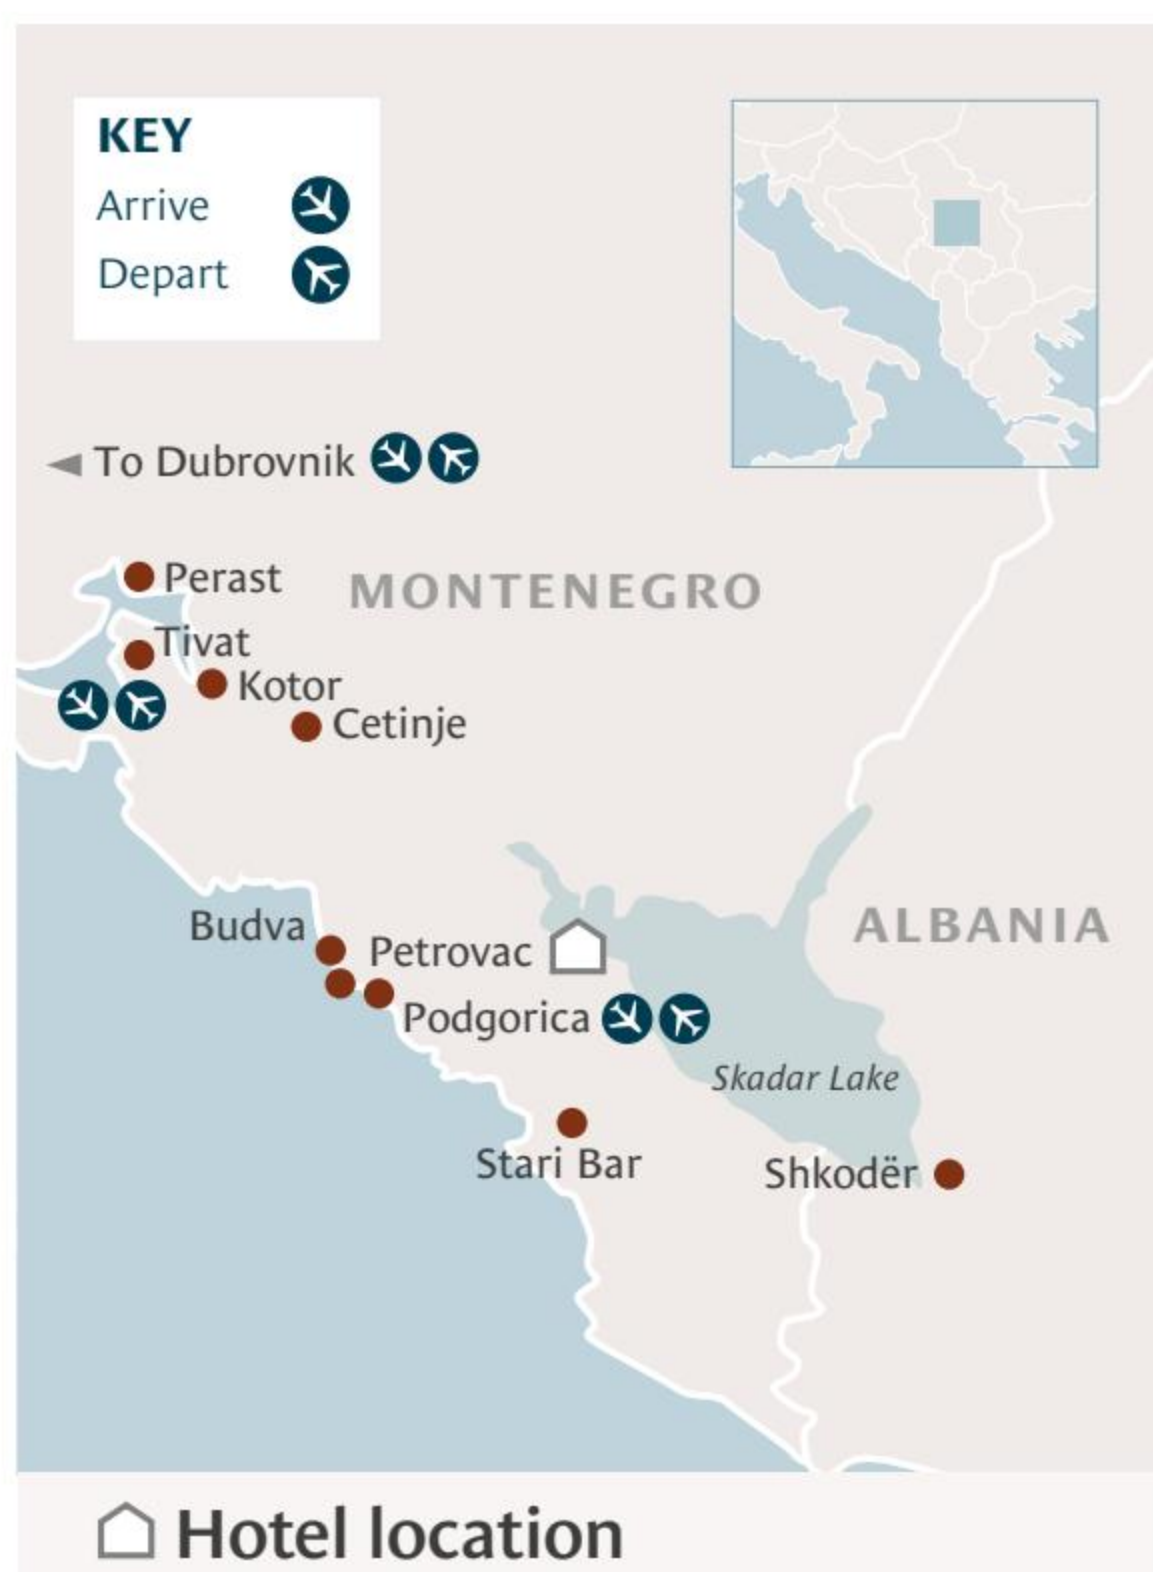 KEY
Arrive
Depart
To Dubrovnik
Perast
MONTENEGRO
Tivat
Kotor
Cetinje
Budva
ALBANIA
Petrovac
Podgorica
Skadar Lake
Stari Bar
Shkodër
Hotel location